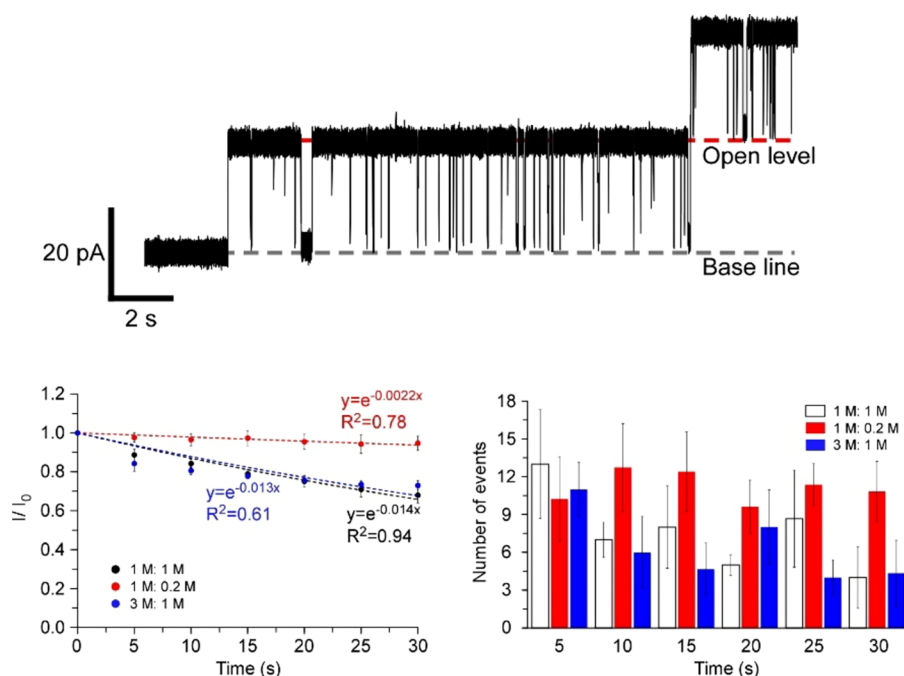 Open level
20 pA
Base line
2 s
I/ I0
1.2
1.0
0.8
0.6
0.4
0.2
0.0
y=e-0.0022x
R2=0.78
y=e-0.013x
R2=0.61
y=e-0.014x
R2=0.94
1 M: 1 M
1 M: 0.2 M
3 M: 1 M
0 5 10 15 20 25 30
Time (s)
Number of events
18
15
12
9
6
3
0
1 M: 1M
1 M: 0.2 M
3 M: 1M
5 10 15 20 25 30
Time (s)